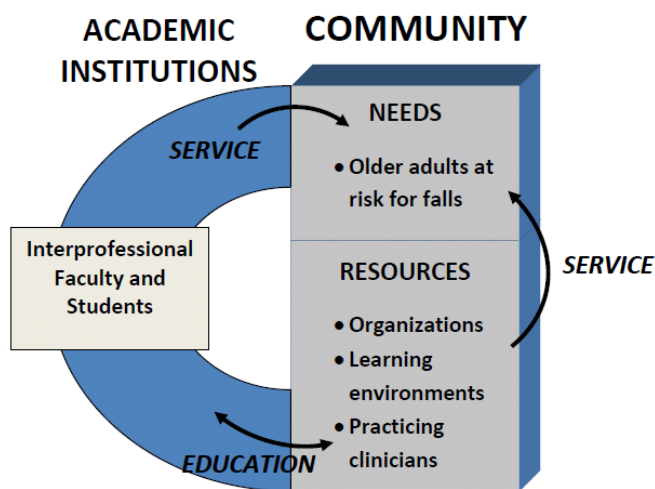 ACADEMIC
INSTITUTIONS
COMMUNITY
SERVICE
NEEDS
• Older adults at
risk for falls
Interprofessional
Faculty and
Students
RESOURCES
• Organizations
• Learning
environments
• Practicing
clinicians
SERVICE
EDUCATION